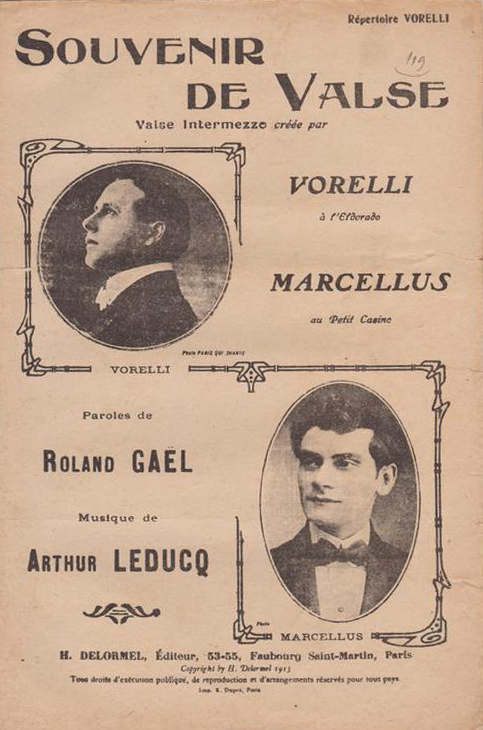 Répertoire VORELLI
119
SOUVENIR
DE VALSE
Valse Intermezzo créée par
VORELLI
à l'Eldorado
MARCELLUS
au Petit Casino
Photo PARIS QUI CHANTE
VORELLI
Paroles de
ROLAND GAËL
Musique de
ARTHUR LEDUCQ
Photo
MARCELLUS
H. DELORMEL, Éditeur, 53-55, Faubourg Saint-Martin, Paris
Copyright by H. Delormel 1913
Tous droits d'exécution publique, de reproduction et d'arrangements réservés pour tous pays.
Imp. Paris